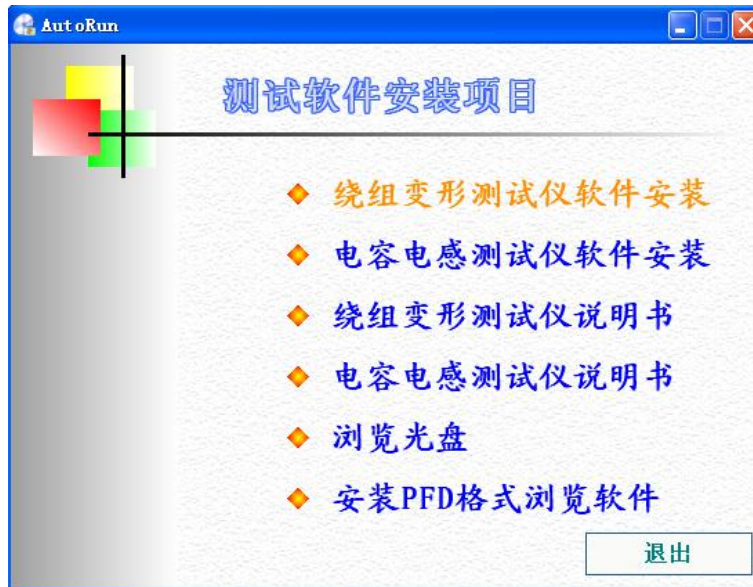 AutoRun
测试软件安装项目
绕组变形测试仪软件安装
电容电感测试仪软件安装
绕组变形测试仪说明书
电容电感测试仪说明书
浏览光盘
安装PFD格式浏览软件
退出